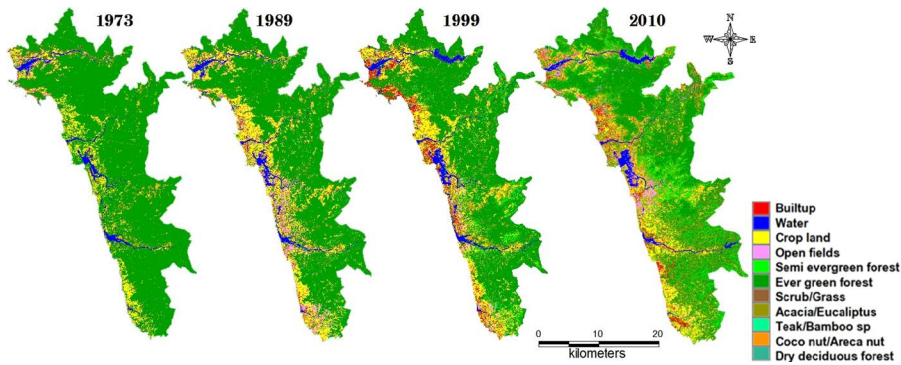 1973
1989
1999
2010
N
W E
S
Builtup
Water
Crop land
Open fields
Semi evergreen forest
Ever green forest
Scrub/Grass
Acacia/Eucaliptus
Teak/Bamboo sp
Coco nut/Areca nut
Dry deciduous forest
0 10 20
kilometers